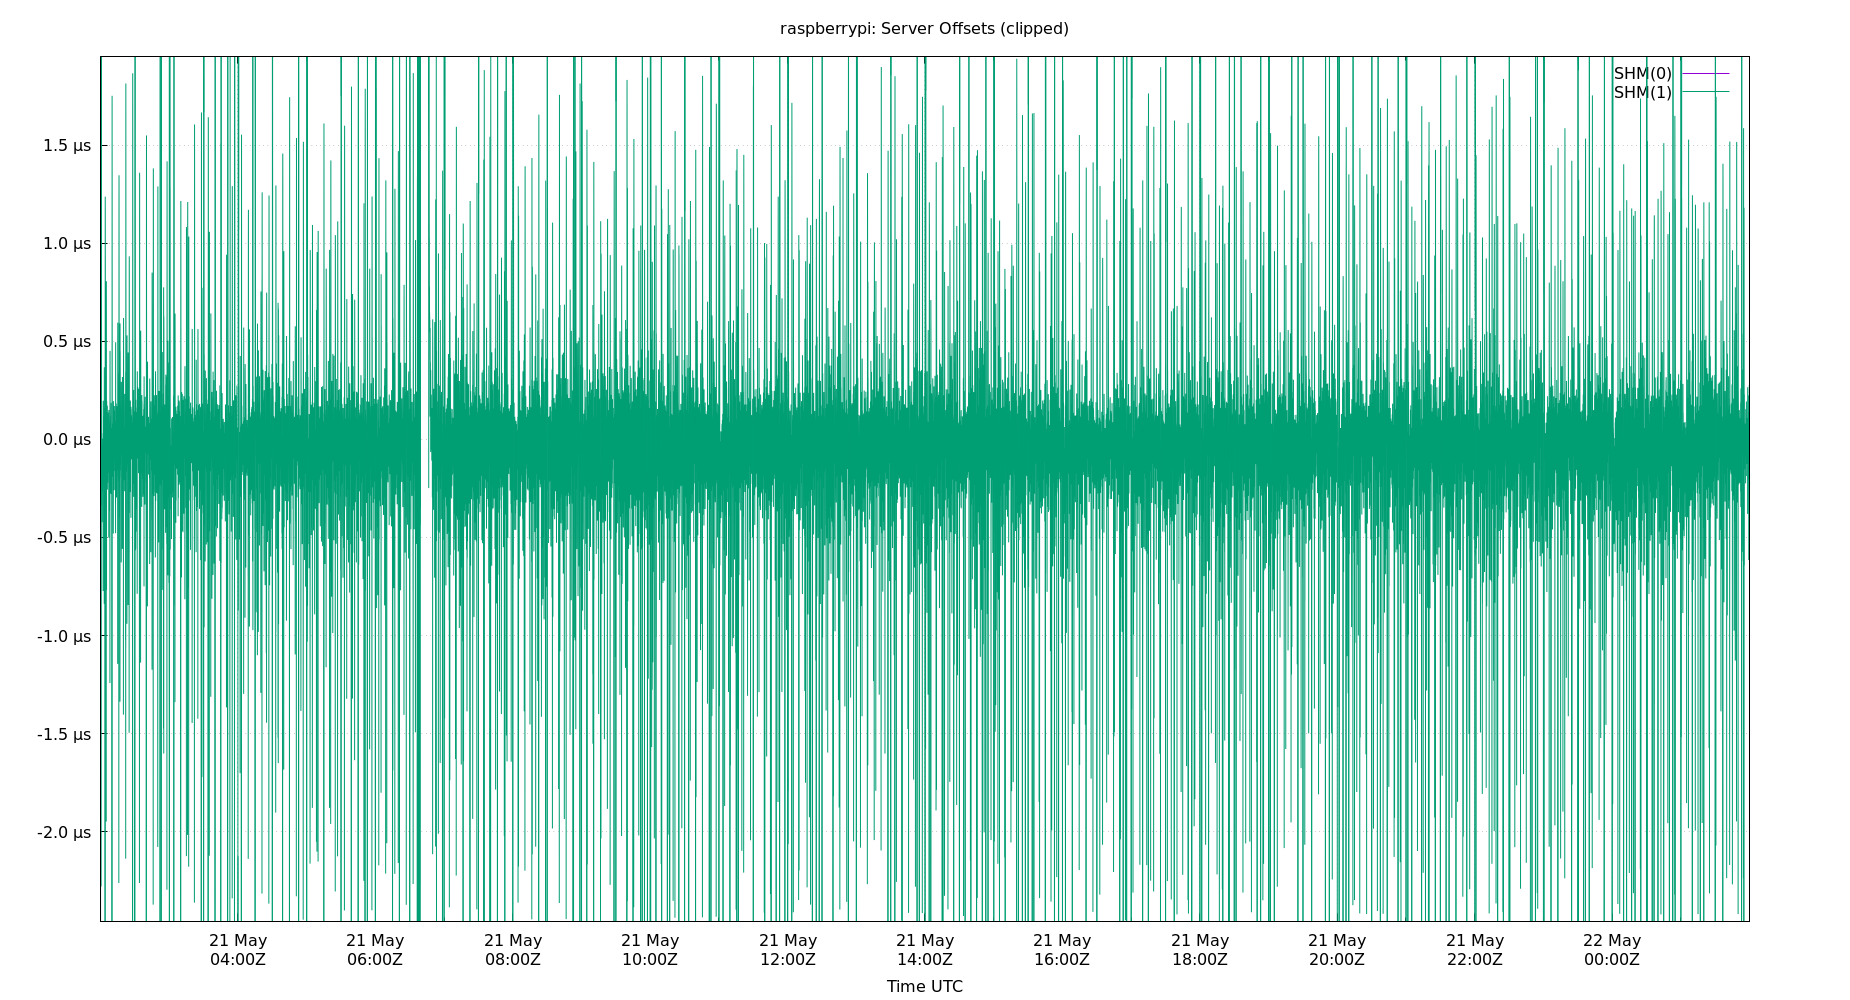 raspberrypi: Server Offsets (clipped)
SHM(0)
SHM(1)
1.5 µs
1.0 µs
0.5 µs
0.0 µs
-0.5 µs
-1.0 µs
-1.5 µs
-2.0 µs
21 May 21 May 21 May 21 May 21 May 21 May 21 May 21 May 21 May 21 May 22 May
04:00Z 06:00Z 08:00Z 10:00Z 12:00Z 14:00Z 16:00Z 18:00Z 20:00Z 22:00Z 00:00Z
Time UTC